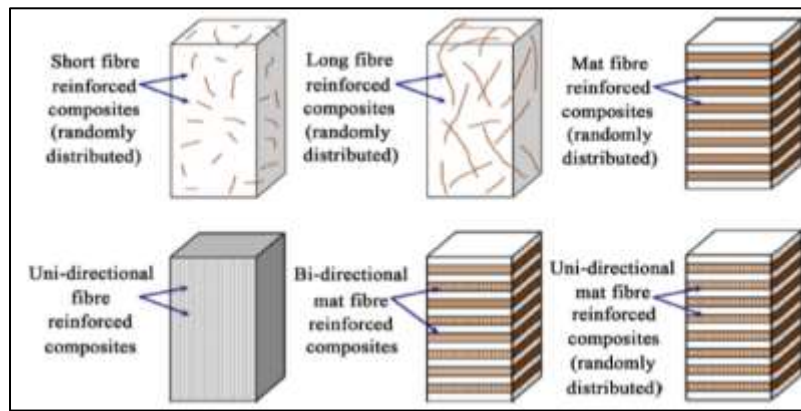 Short fibre
reinforced
composites
(randomly
distributed)
Long fibre
reinforced
composites
(randomly
distributed)
Mat fibre
reinforced
composites
(randomly
distributed)
Uni-directional
fibre
reinforced
composites
Bi-directional
mat fibre
reinforced
composites
Uni-directional
mat fibre
reinforced
composites
(randomly
distributed)